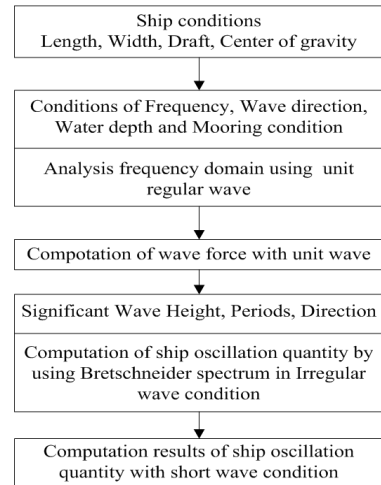 Ship conditions
Length, Width, Draft, Center of gravity
Conditions of Frequency, Wave direction,
Water depth and Mooring condition
Analysis frequency domain using unit
regular wave
Compotation of wave force with unit wave
Significant Wave Height, Periods, Direction
Computation of ship oscillation quantity by
using Bretschneider spectrum in Irregular
wave condition
Computation results of ship oscillation
quantity with short wave condition